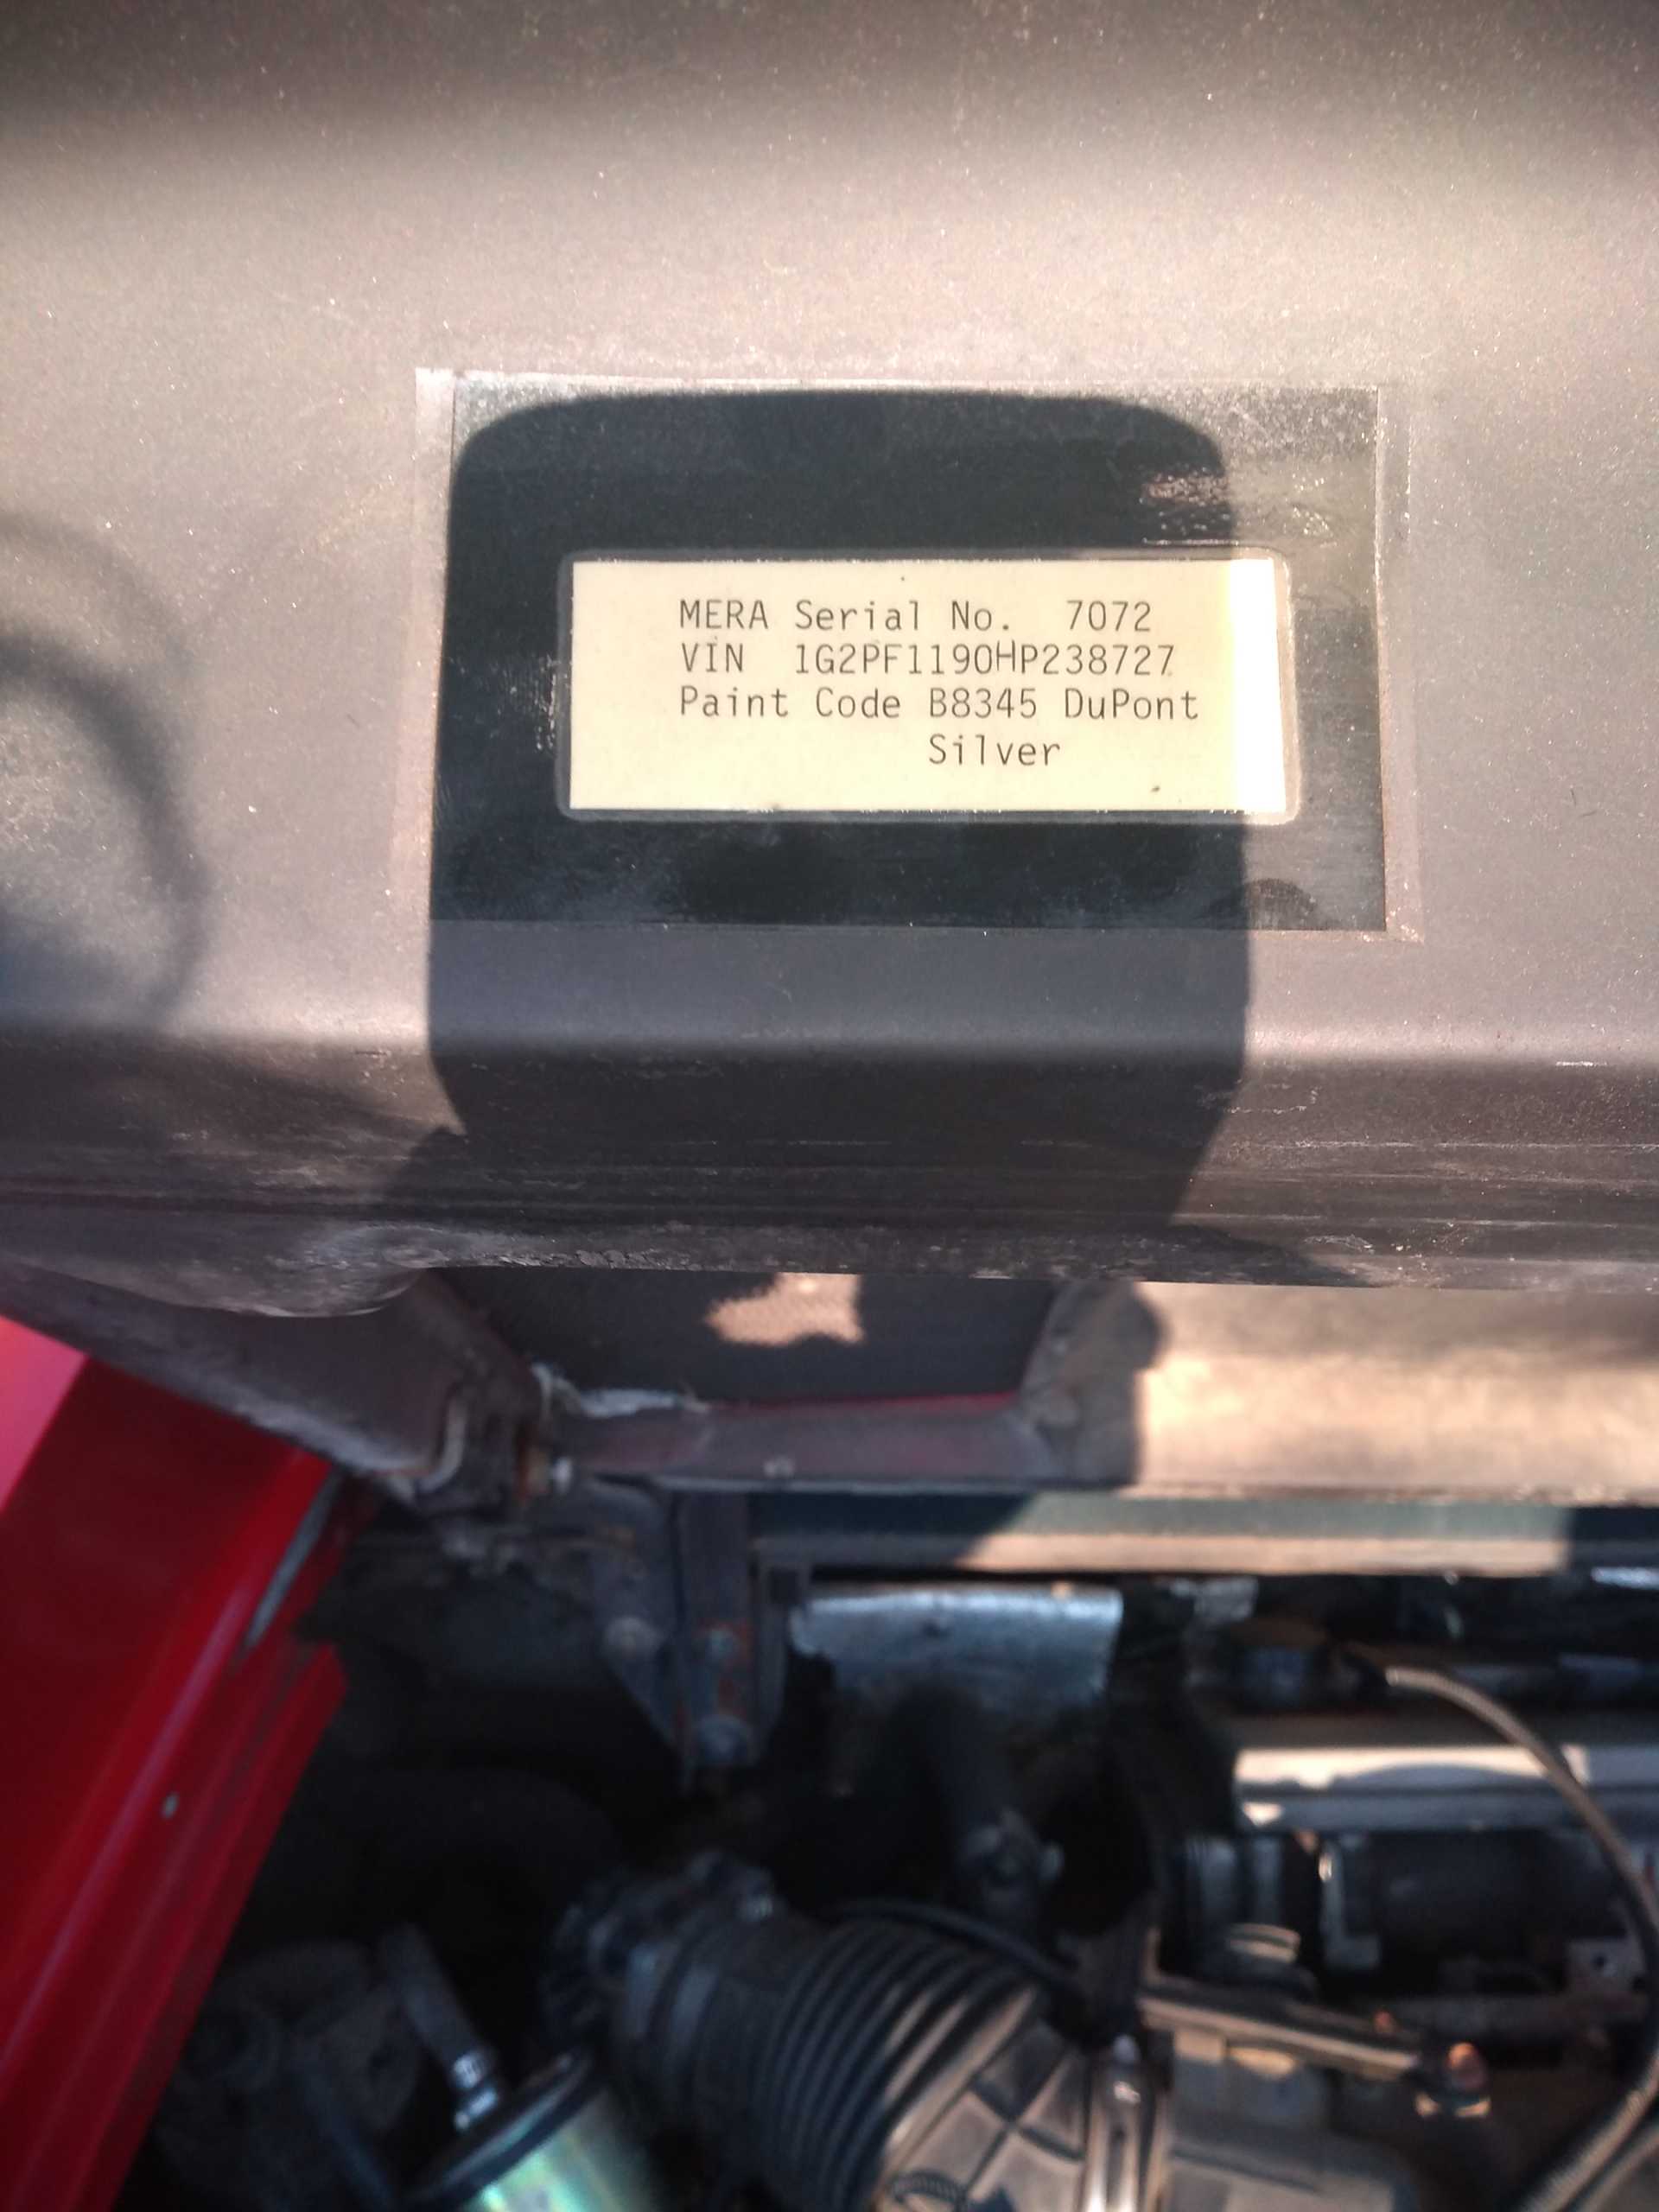 MERA Serial No. 7072
VIN 1G2PF1190HP238727
Paint Code B8345 DuPont
Silver